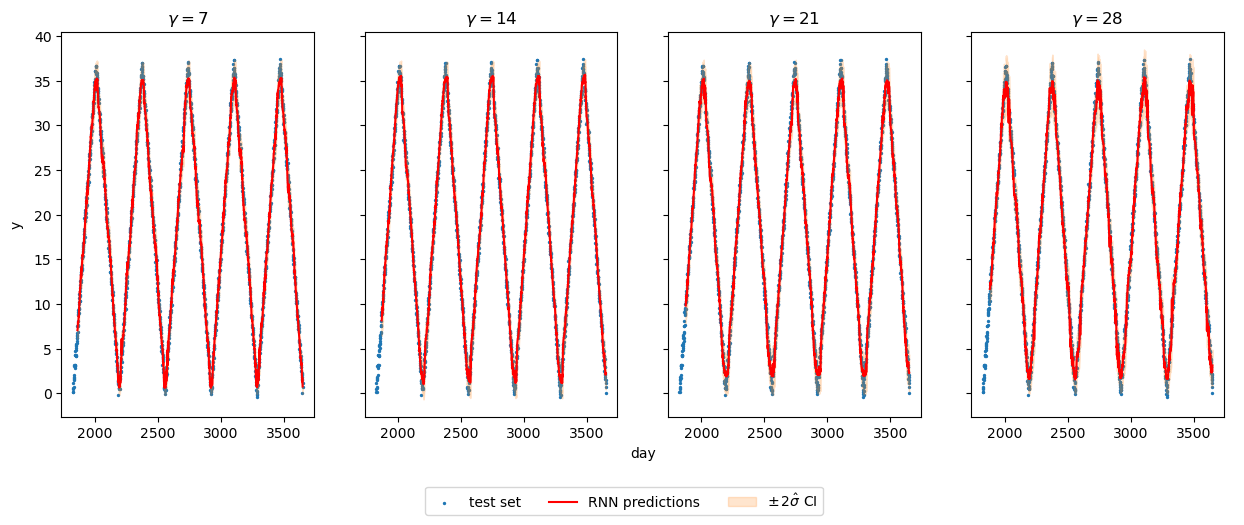 γ = 7
γ = 14
γ = 21
γ = 28
40
35
30
25
20
15
10
5
0
y
2000 2500 3000 3500
2000 2500 3000 3500
2000 2500 3000 3500
2000 2500 3000 3500
day
test set RNN predictions ± 2σ̂ CI